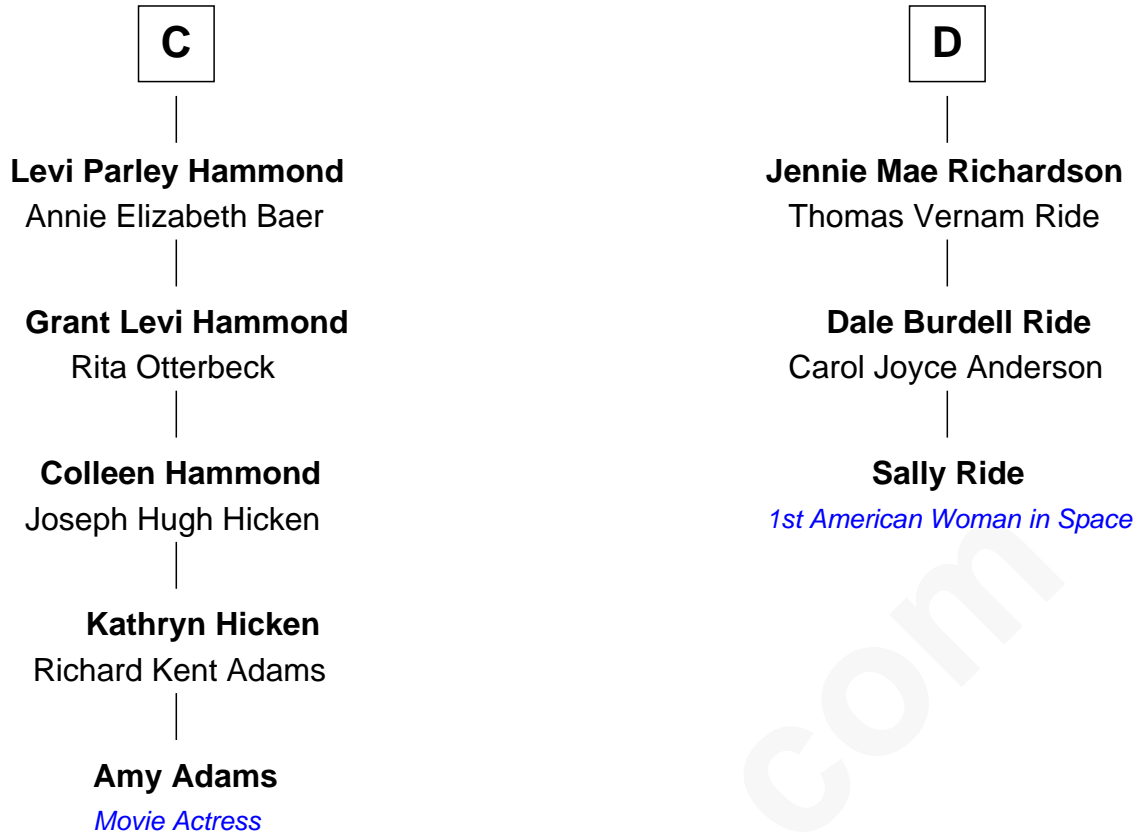 C
Levi Parley Hammond
Annie Elizabeth Baer
Grant Levi Hammond
Rita Otterbeck
Colleen Hammond
Joseph Hugh Hicken
Kathryn Hicken
Richard Kent Adams
Amy Adams
Movie Actress
D
Jennie Mae Richardson
Thomas Vernam Ride
Dale Burdell Ride
Carol Joyce Anderson
Sally Ride
1st American Woman in Space
com